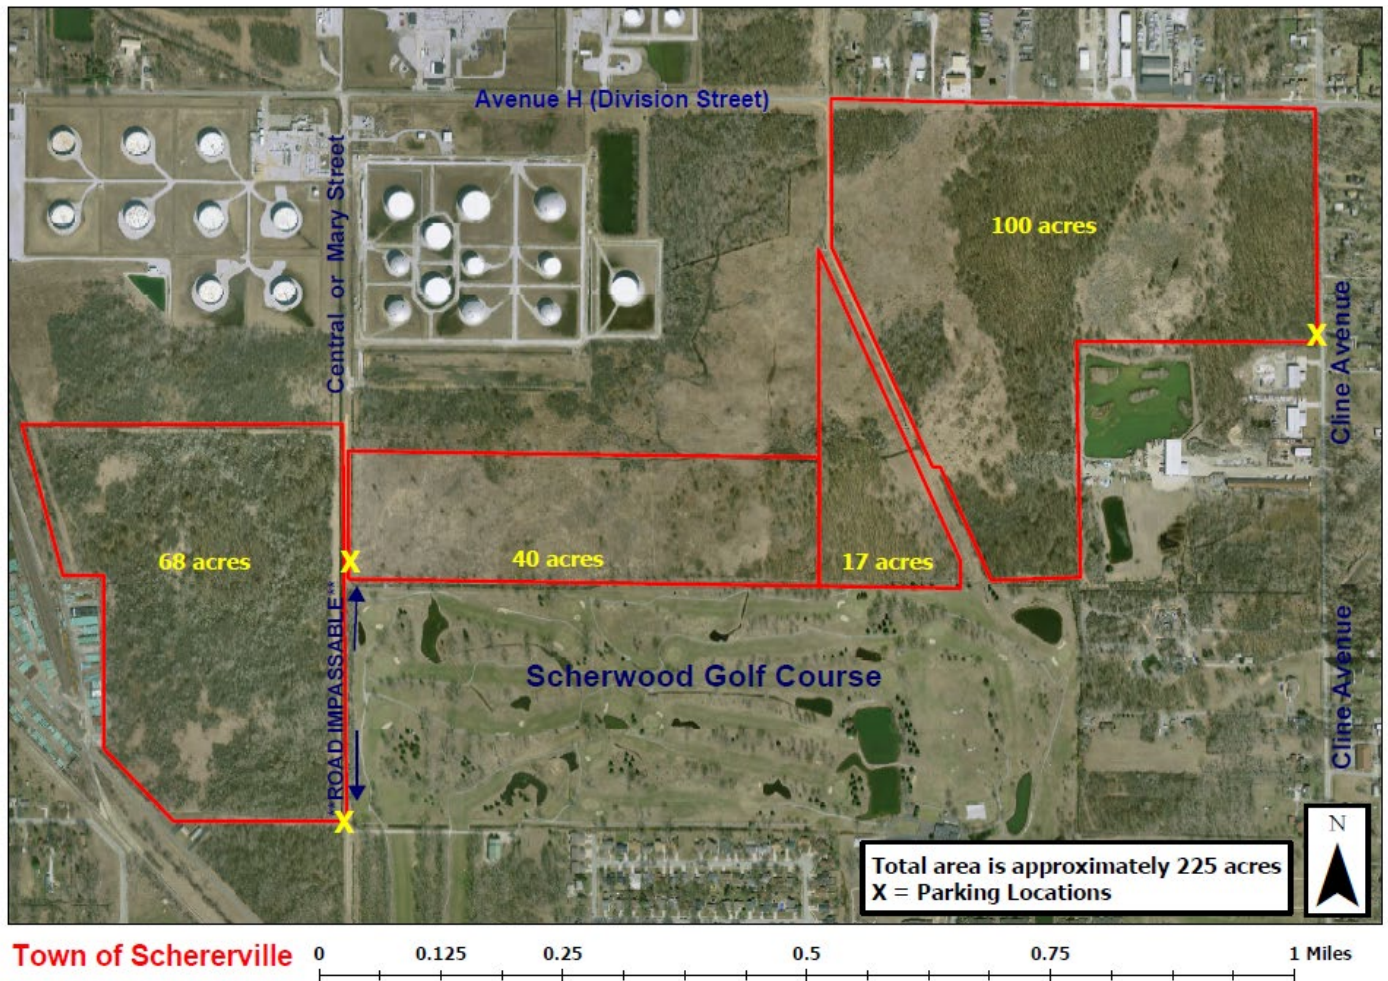 Avenue H (Division Street)
Central or Mary Street
100 acres
X
Cline Avenue
68 acres
X
40 acres
17 acres
**ROAD IMPASSABLE**
Scherwood Golf Course
Cline Avenue
X
N
Total area is approximately 225 acres
X = Parking Locations
Town of Schererville
0 0.125 0.25 0.5 0.75 1 Miles